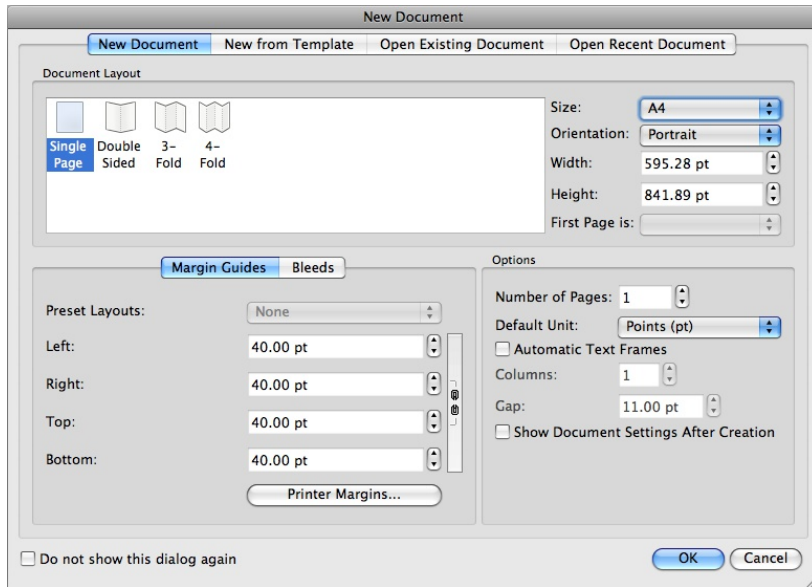 New Document
New Document New from Template Open Existing Document Open Recent Document
Document Layout
Single Page
Double Sided
3-Fold
4-Fold
Size: A4
Orientation: Portrait
Width: 595.28 pt
Height: 841.89 pt
First Page is:
Margin Guides Bleeds
Preset Layouts: None
Left: 40.00 pt
Right: 40.00 pt
Top: 40.00 pt
Bottom: 40.00 pt
Printer Margins...
Options
Number of Pages: 1
Default Unit: Points (pt)
Automatic Text Frames
Columns: 1
Gap: 11.00 pt
Show Document Settings After Creation
Do not show this dialog again
OK Cancel